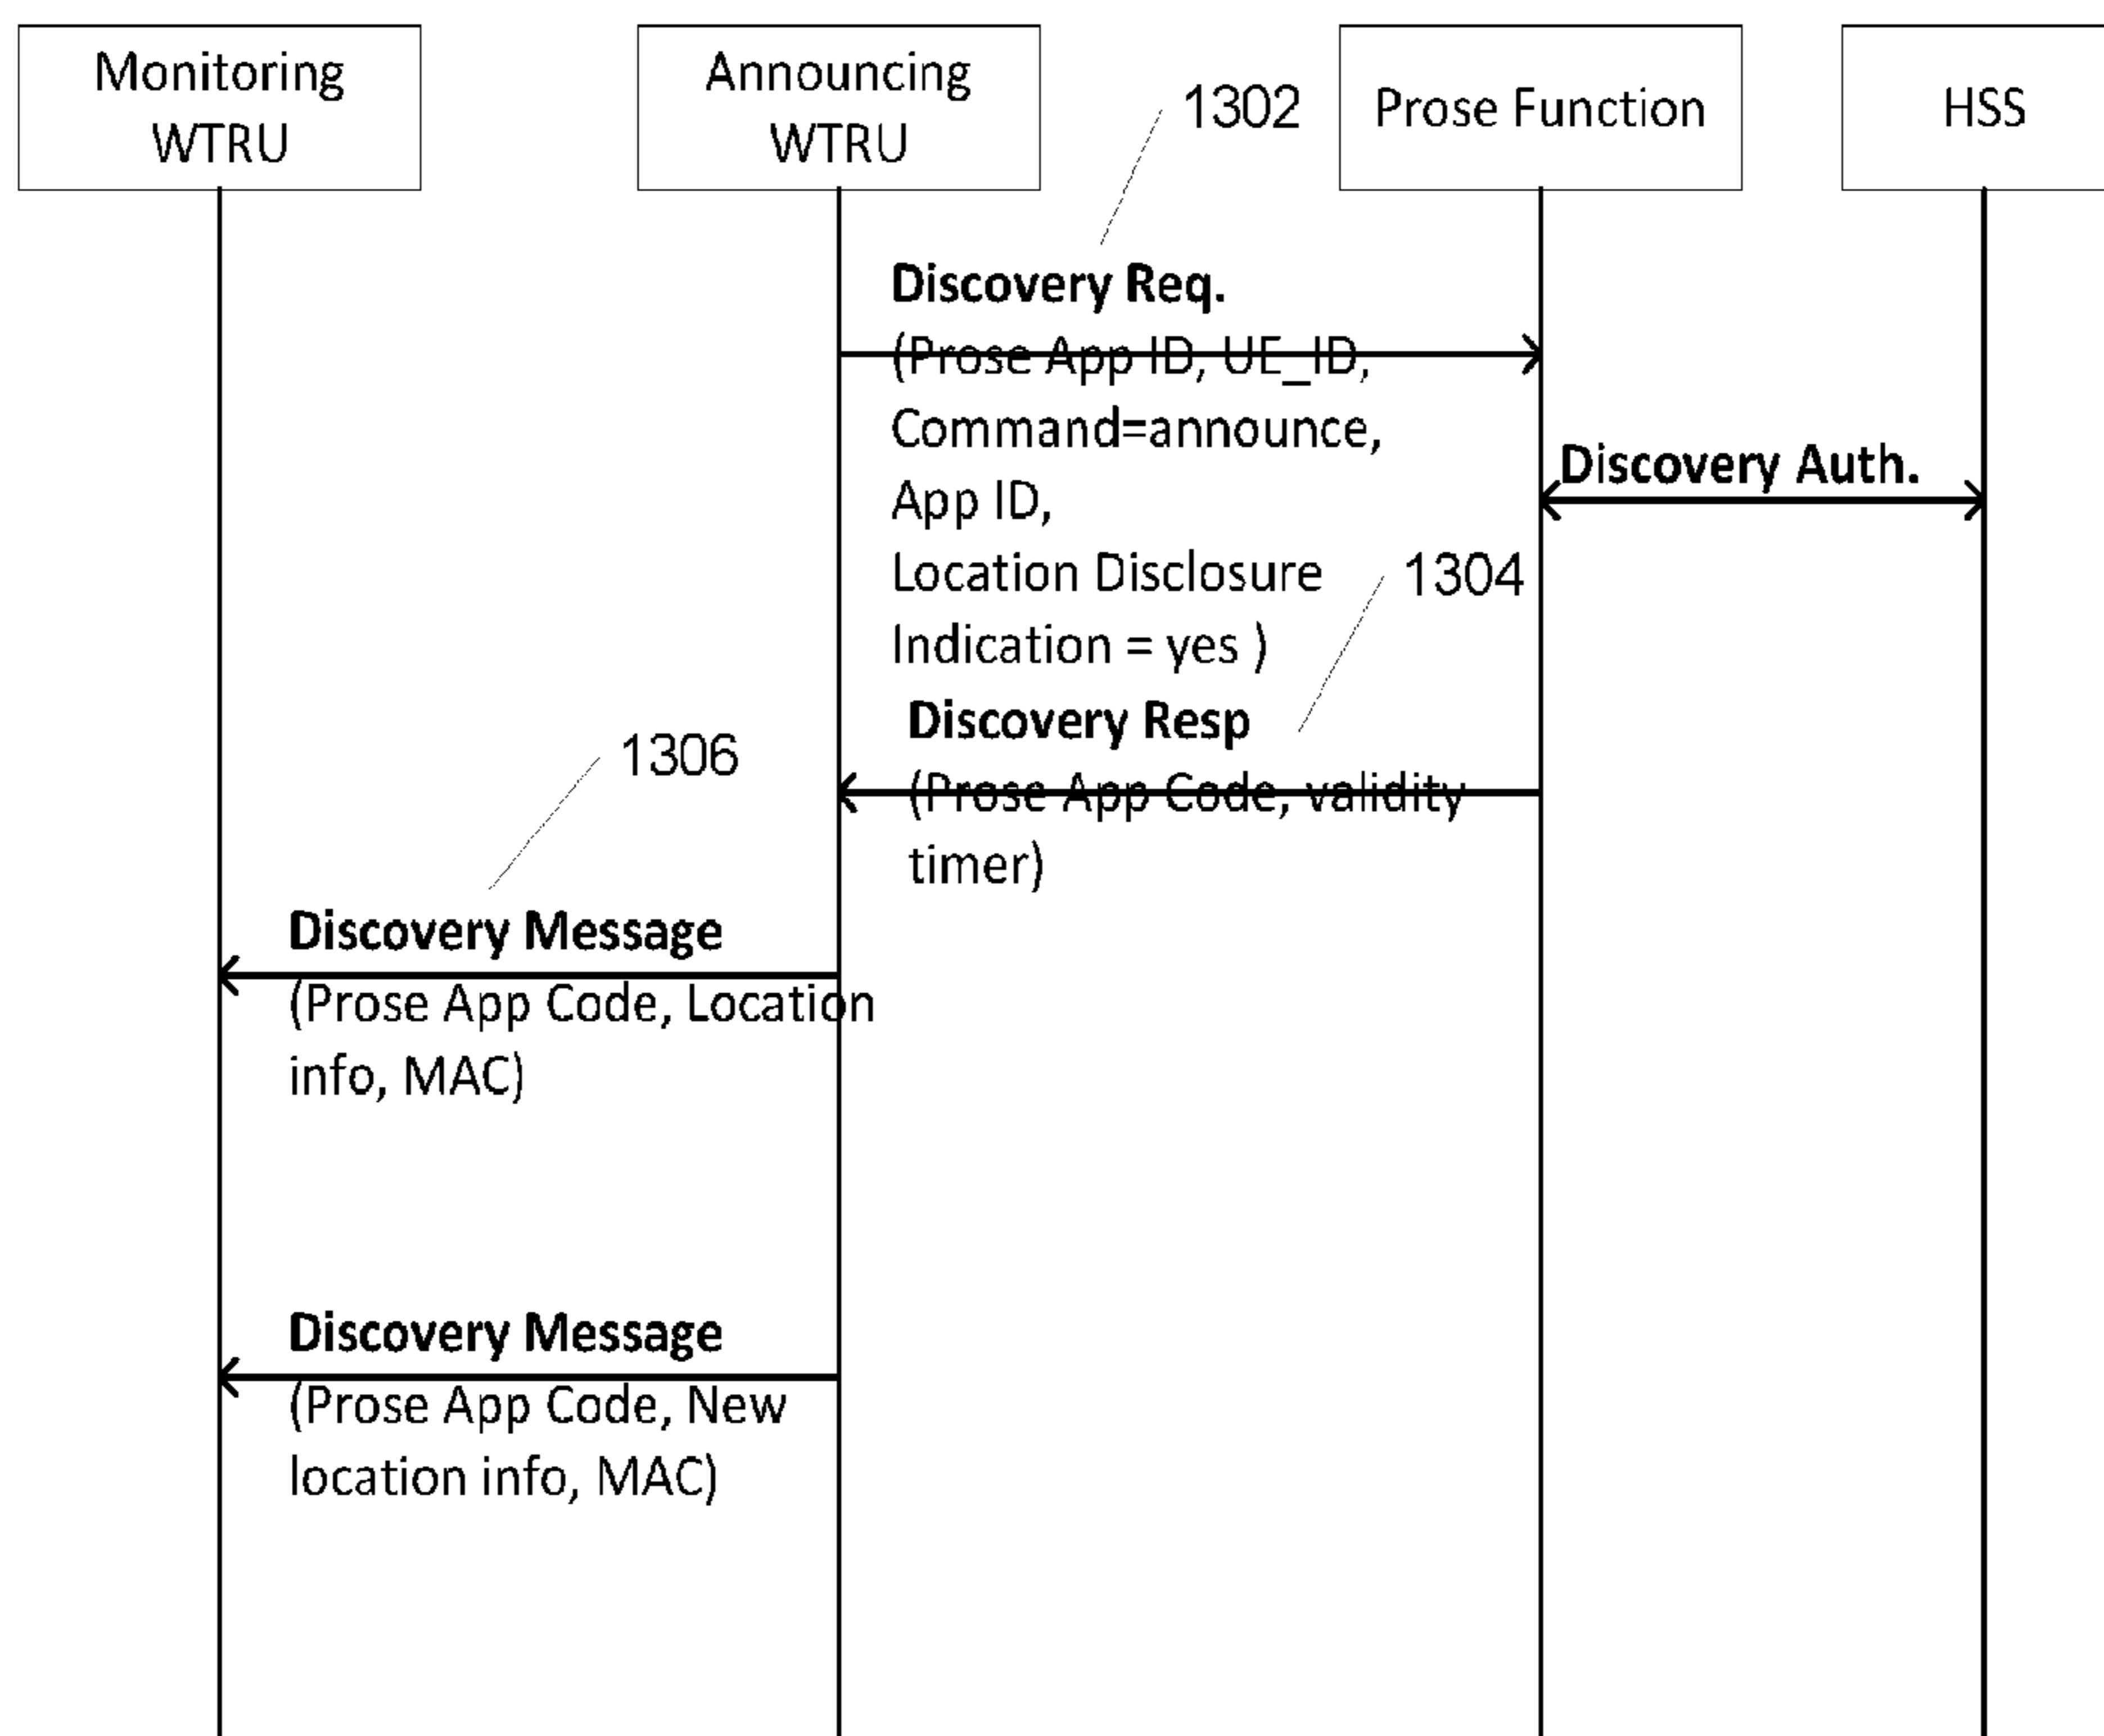 Monitoring
WTRU
Announcing
WTRU
1302
Prose Function
HSS
Discovery Req.
(Prose App ID, UE_ID,
Command=announce,
App ID,
Location Disclosure
Indication = yes )
Discovery Auth.
1304
Discovery Resp
(Prose App Code, validity
timer)
1306
Discovery Message
(Prose App Code, Location
info, MAC)
Discovery Message
(Prose App Code, New
location info, MAC)